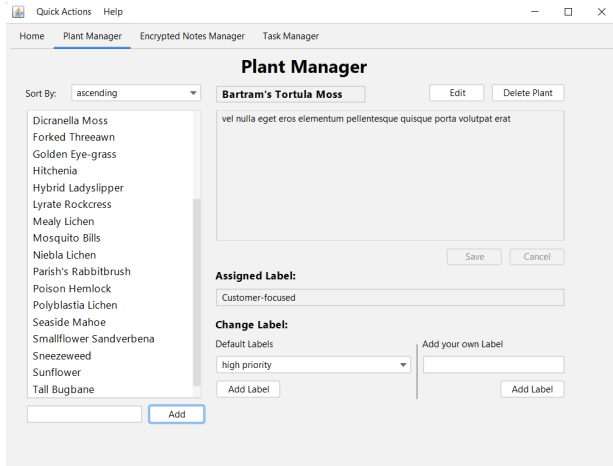 Quick Actions Help
Home Plant Manager Encrypted Notes Manager Task Manager
Plant Manager
Sort By: ascending
Dicranella Moss
Forked Threeawn
Golden Eye-grass
Hitchenia
Hybrid Ladyslipper
Lyrate Rockcress
Mealy Lichen
Mosquito Bills
Niebla Lichen
Parish's Rabbitbrush
Poison Hemlock
Polyblastia Lichen
Seaside Mahoe
Smallflower Sandverbena
Sneezeweed
Sunflower
Tall Bugbane
Add
Bartram's Tortula Moss Edit Delete Plant
vel nulla eget eros elementum pellentesque quisque porta volutpat erat
Save Cancel
Assigned Label:
Customer-focused
Change Label:
Default Labels Add your own Label
high priority
Add Label Add Label